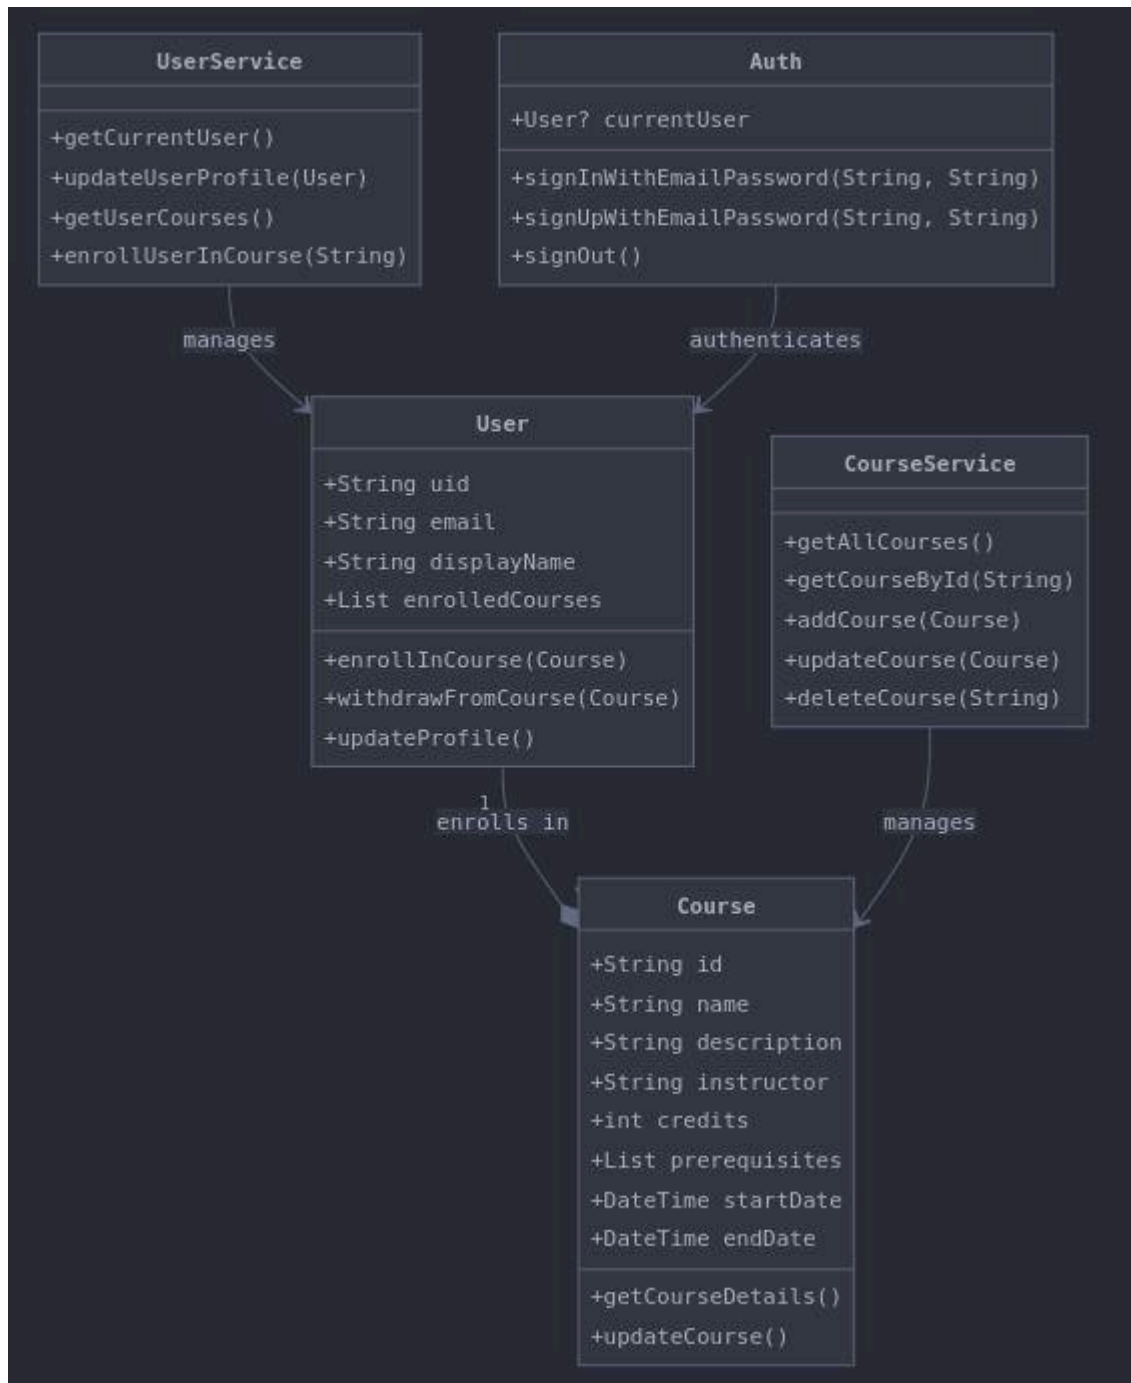 UserService
+getCurrentUser()
+updateUserProfile(User)
+getUserCourses()
+enrollUserInCourse(String)
Auth
+User? currentUser
+signInWithEmailPassword(String, String)
+signUpWithEmailPassword(String, String)
+signOut()
manages
authenticates
User
+String uid
+String email
+String displayName
+List enrolledCourses
+enrollInCourse(Course)
+withdrawFromCourse(Course)
+updateProfile()
CourseService
+getAllCourses()
+getCourseById(String)
+addCourse(Course)
+updateCourse(Course)
+deleteCourse(String)
1
enrolls in
manages
Course
+String id
+String name
+String description
+String instructor
+int credits
+List prerequisites
+DateTime startDate
+DateTime endDate
+getCourseDetails()
+updateCourse()